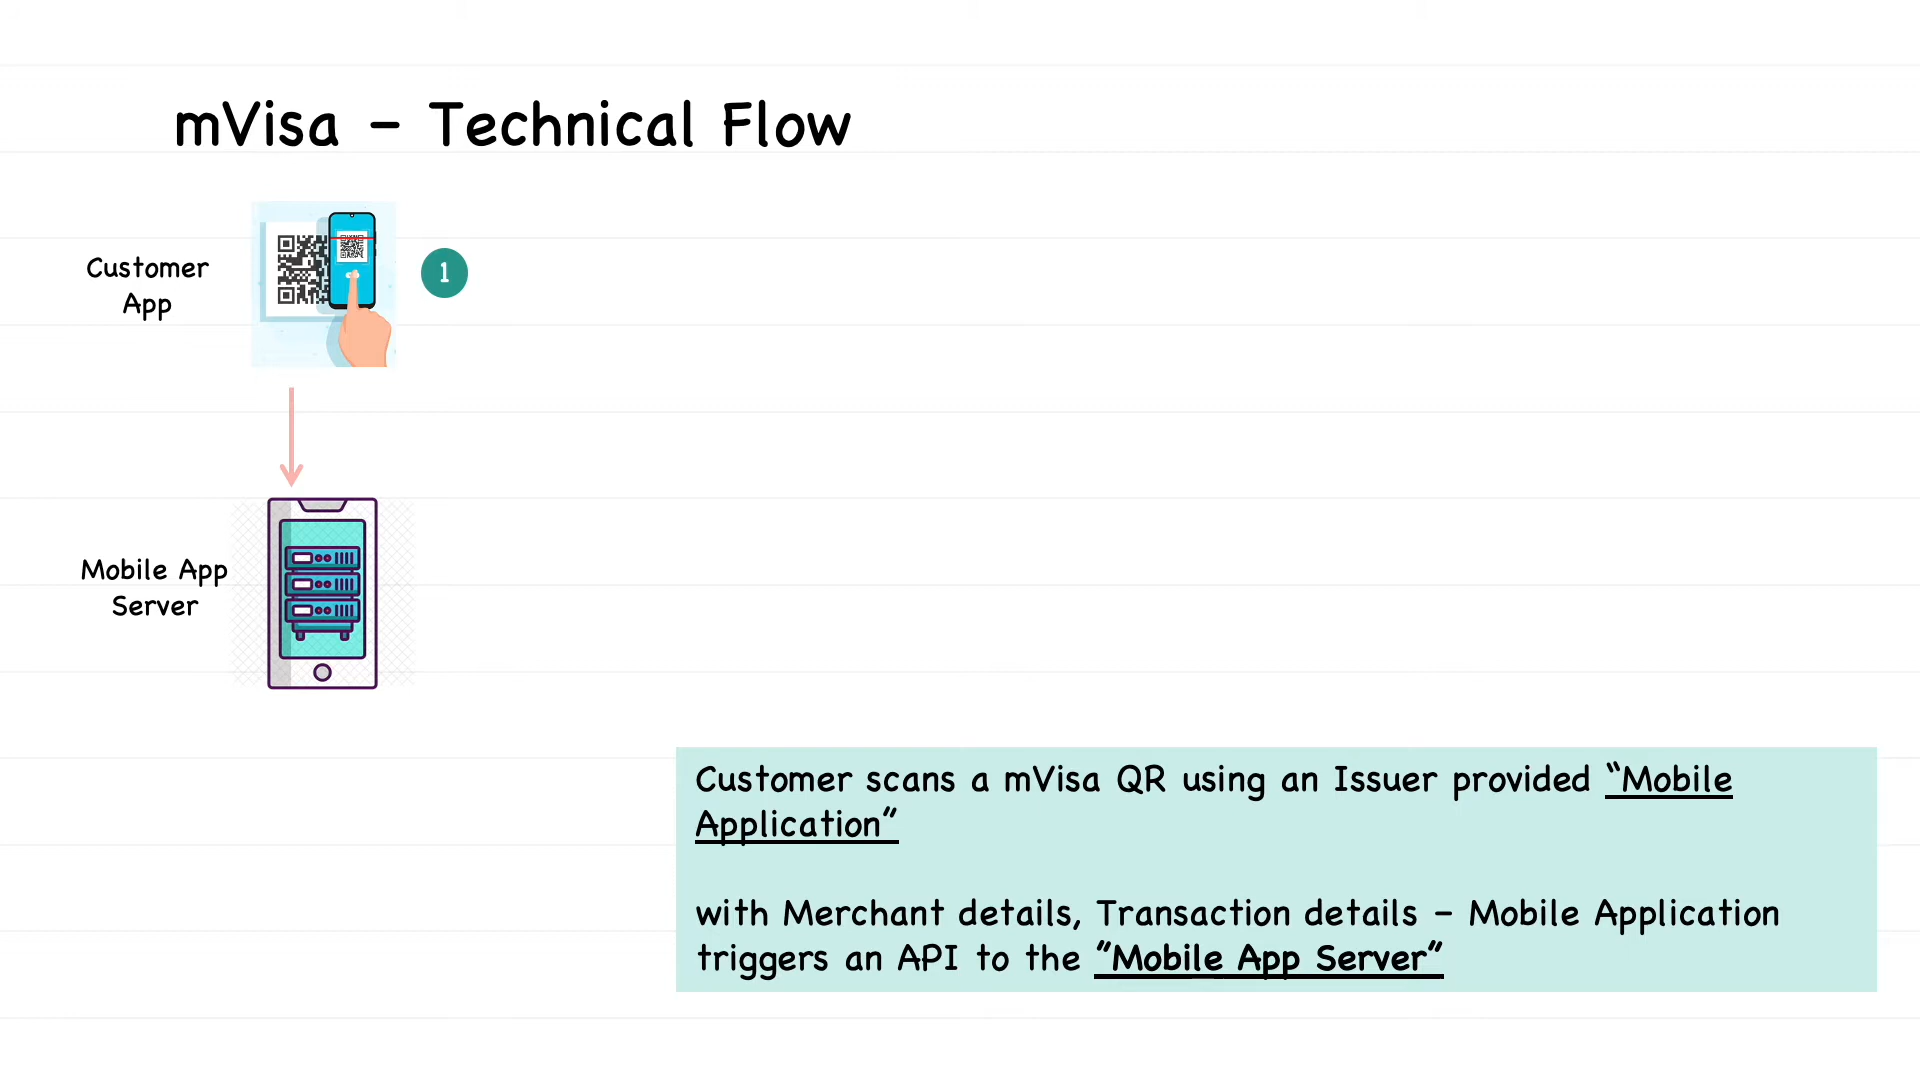 mVisa – Technical Flow
Customer
App
1
Mobile App
Server
Customer scans a mVisa QR using an Issuer provided “Mobile
Application”
with Merchant details, Transaction details – Mobile Application
triggers an API to the “Mobile App Server”